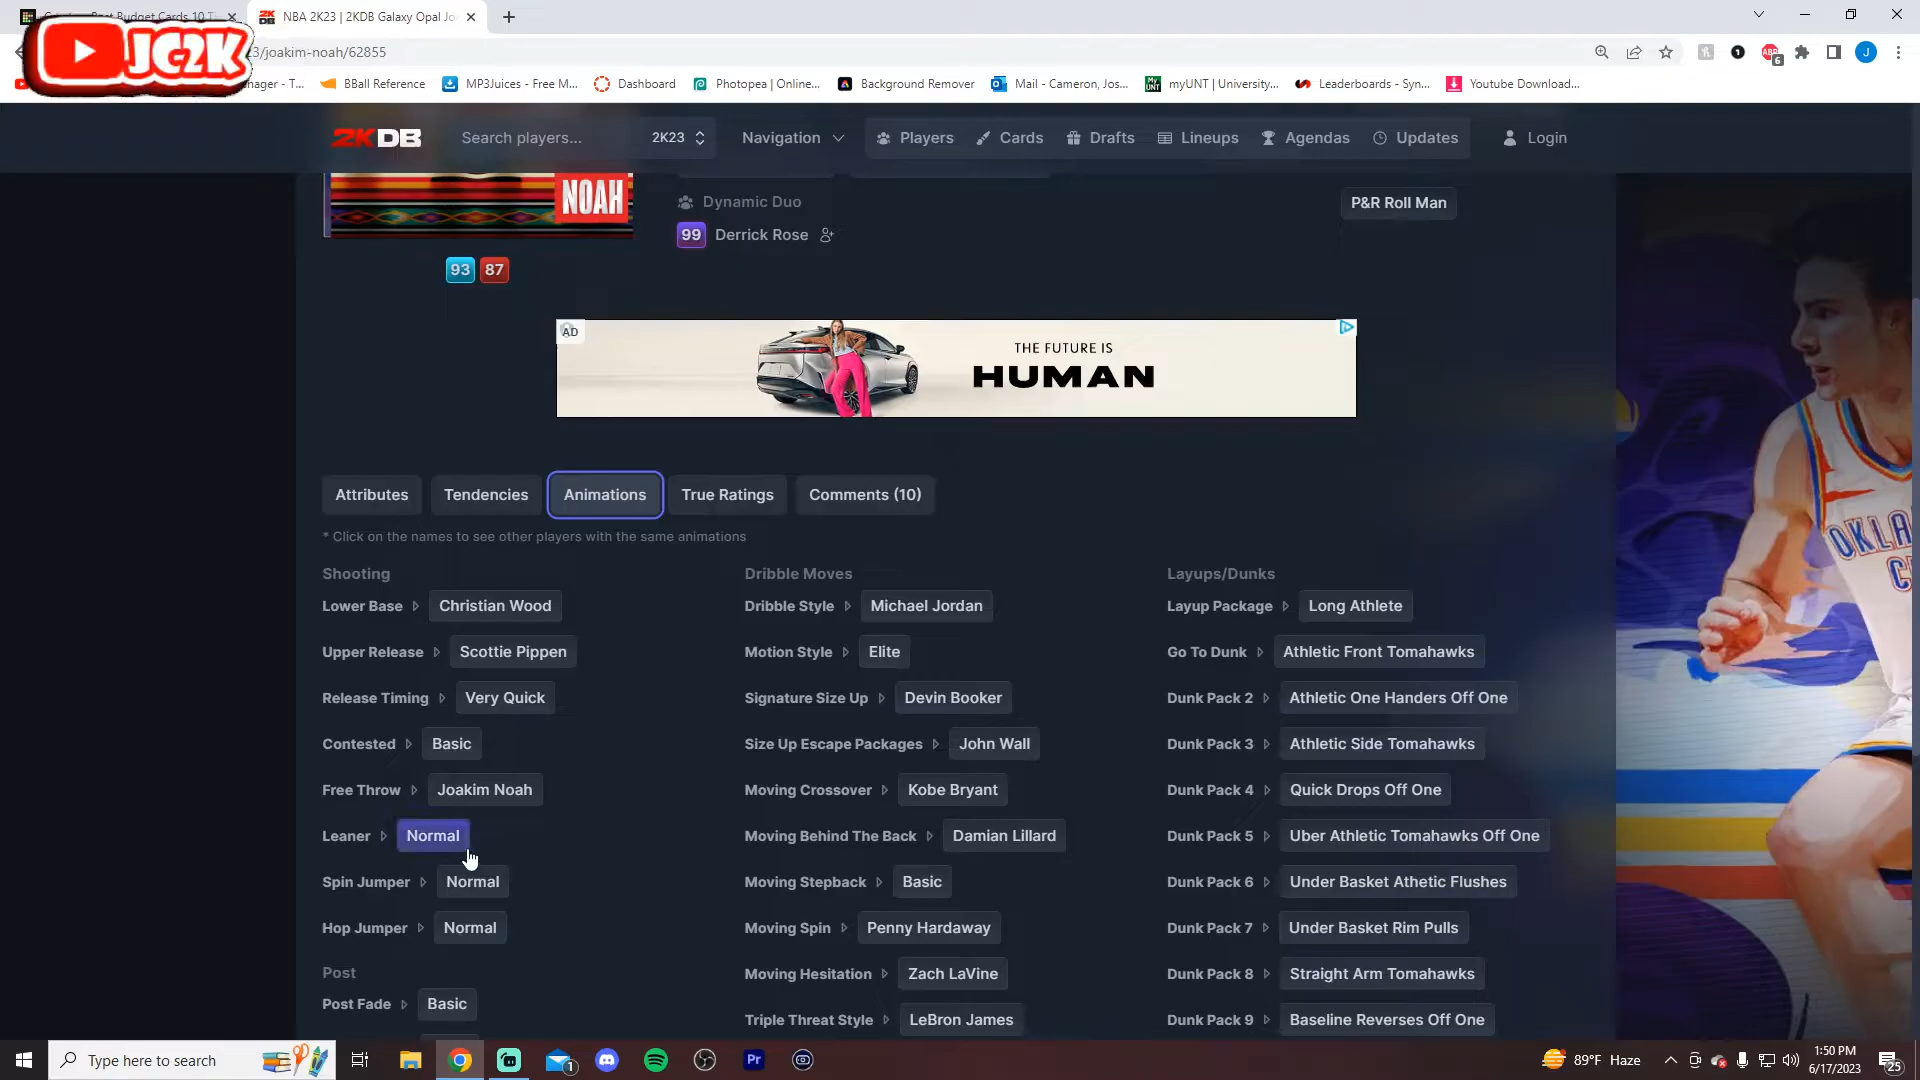 Best Budget Cards 10 T
NBA 2K23 | 2KDB Galaxy Opal Jo
JC2K
3/joakim-noah/62855
anager - T...
BBall Reference
MP3Juices - Free M...
Dashboard
Photopea | Online...
Background Remover
Mail - Cameron, Jos...
myUNT | University...
Leaderboards - Syn...
Youtube Download...
2KDB
Search players...
2K23
Navigation
Players
Cards
Drafts
Lineups
Agendas
Updates
Login
NOAH
93 87
Dynamic Duo
99 Derrick Rose
P&R Roll Man
AD
THE FUTURE IS
HUMAN
Attributes
Tendencies
Animations
True Ratings
Comments (10)
* Click on the names to see other players with the same animations
Shooting
Lower Base Christian Wood
Upper Release Scottie Pippen
Release Timing Very Quick
Contested Basic
Free Throw Joakim Noah
Leaner Normal
Spin Jumper Normal
Hop Jumper Normal
Post
Post Fade Basic
Dribble Moves
Dribble Style Michael Jordan
Motion Style Elite
Signature Size Up Devin Booker
Size Up Escape Packages John Wall
Moving Crossover Kobe Bryant
Moving Behind The Back Damian Lillard
Moving Stepback Basic
Moving Spin Penny Hardaway
Moving Hesitation Zach LaVine
Triple Threat Style LeBron James
Layups/Dunks
Layup Package Long Athlete
Go To Dunk Athletic Front Tomahawks
Dunk Pack 2 Athletic One Handers Off One
Dunk Pack 3 Athletic Side Tomahawks
Dunk Pack 4 Quick Drops Off One
Dunk Pack 5 Uber Athletic Tomahawks Off One
Dunk Pack 6 Under Basket Athetic Flushes
Dunk Pack 7 Under Basket Rim Pulls
Dunk Pack 8 Straight Arm Tomahawks
Dunk Pack 9 Baseline Reverses Off One
OKLA
C
Type here to search
Pr
89°F Haze
1:50 PM
6/17/2023
25